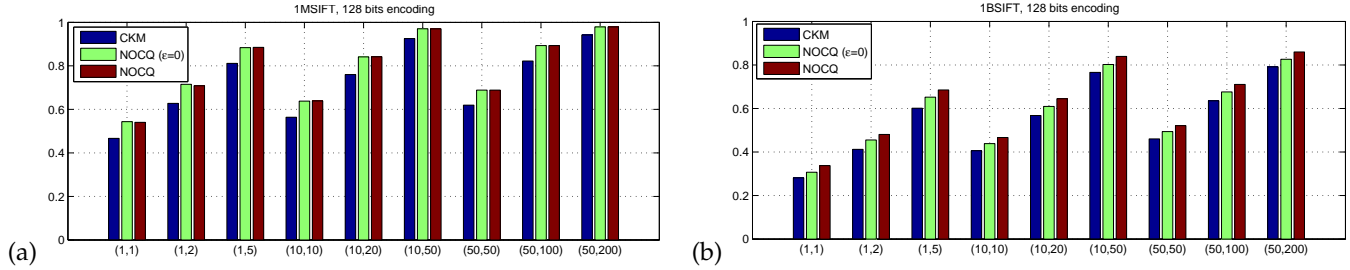 1MSIFT, 128 bits encoding
1
0.8
0.6
0.4
0.2
0
CKM
NOCQ (ε=0)
NOCQ
(1,1) (1,2) (1,5) (10,10) (10,20) (10,50) (50,50) (50,100) (50,200)
(a)
1BSIFT, 128 bits encoding
1
0.8
0.6
0.4
0.2
0
CKM
NOCQ (ε=0)
NOCQ
(1,1) (1,2) (1,5) (10,10) (10,20) (10,50) (50,50) (50,100) (50,200)
(b)